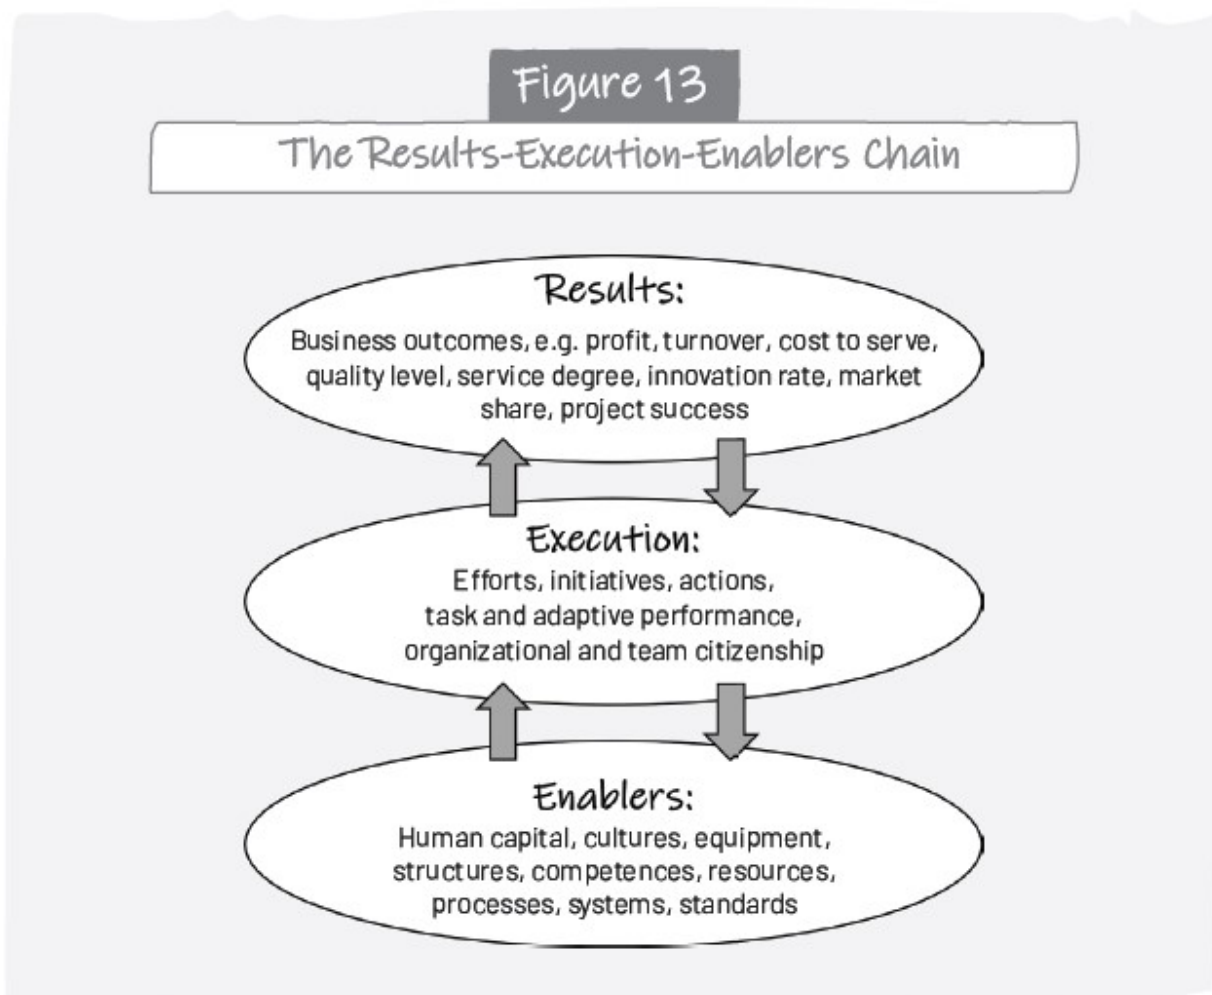 Figure 13
The Results-Execution-Enablers Chain
Results:
Business outcomes, e.g. profit, turnover, cost to serve,
quality level, service degree, innovation rate, market
share, project success
Execution:
Efforts, initiatives, actions,
task and adaptive performance,
organizational and team citizenship
Enablers:
Human capital, cultures, equipment,
structures, competences, resources,
processes, systems, standards